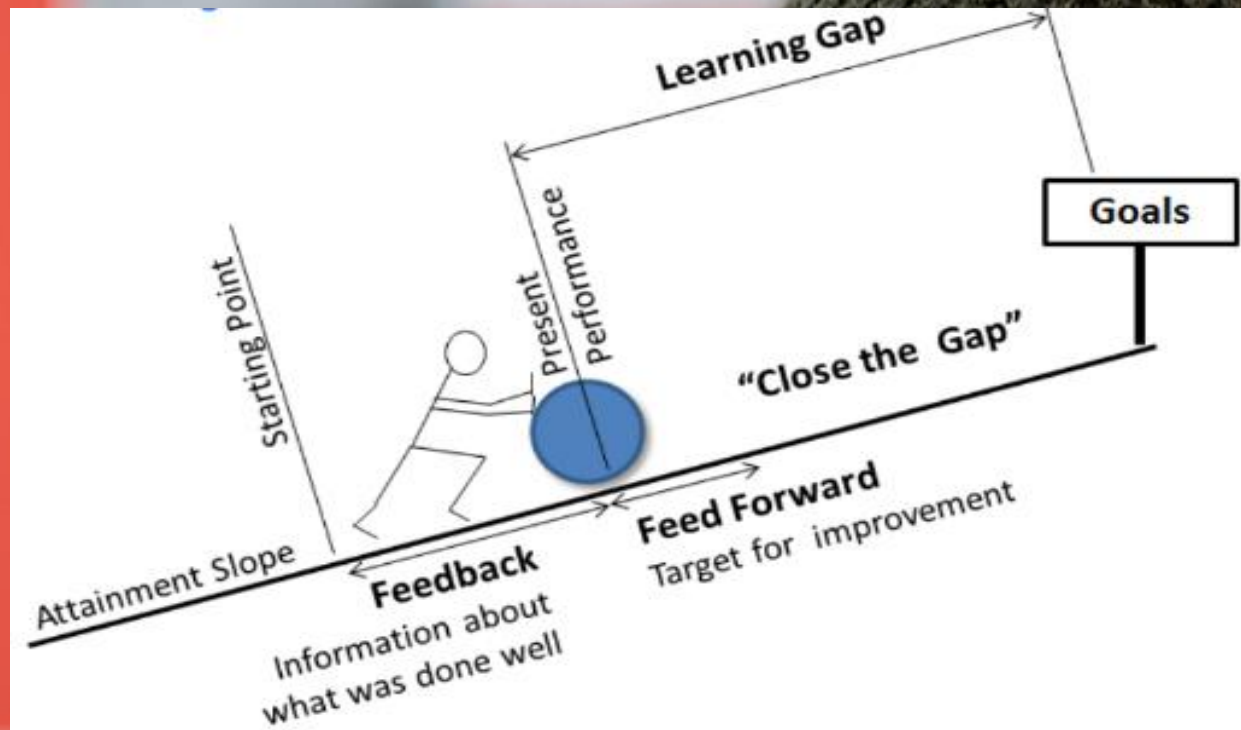 Learning Gap
Goals
Starting Point
Present
Performance
“Close the Gap”
Attainment Slope
Feedback
Information about
what was done well
Feed Forward
Target for improvement